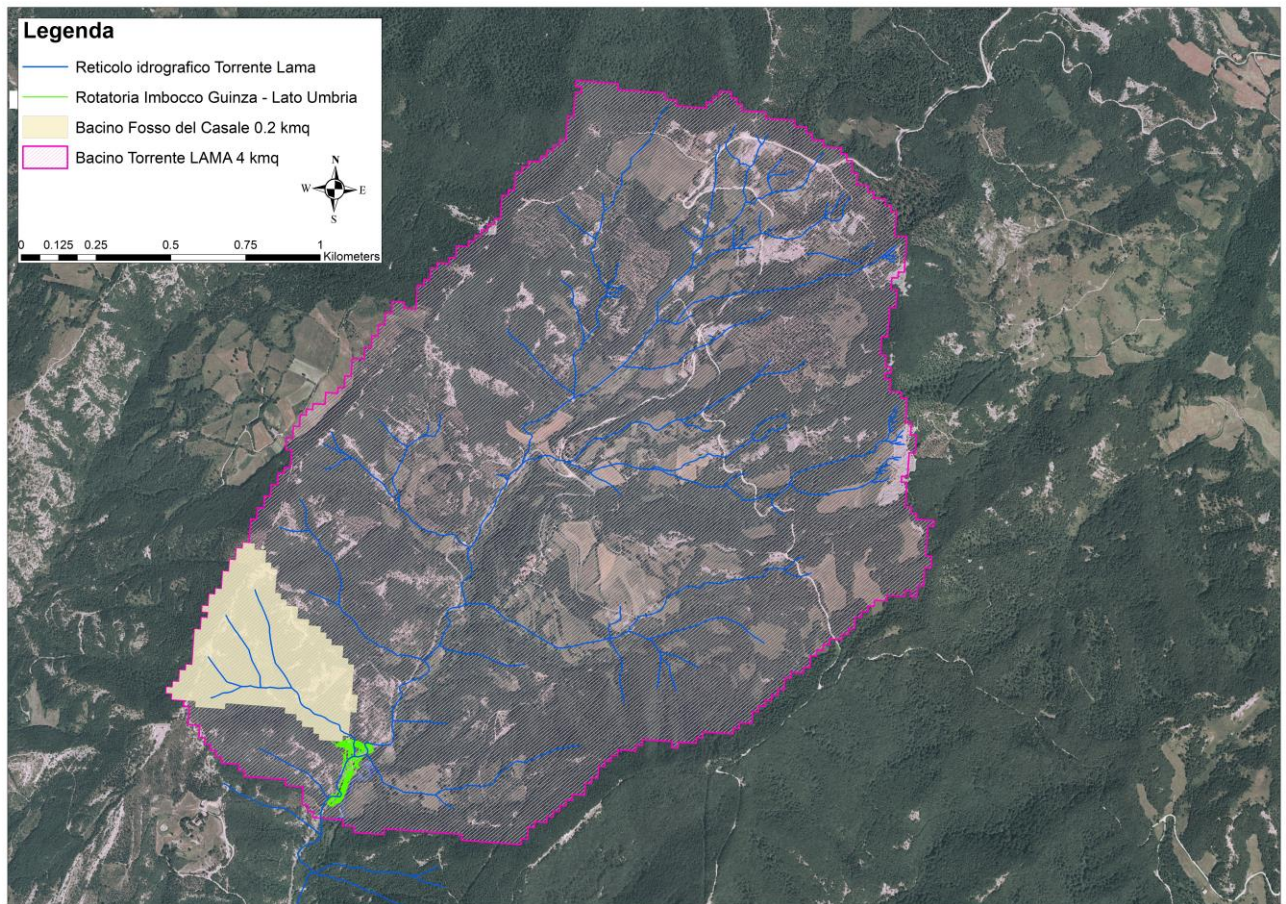 Legenda
Reticolo idrografico Torrente Lama
Rotatoria Imbocco Guinza - Lato Umbria
Bacino Fosso del Casale 0.2 kmq
Bacino Torrente LAMA 4 kmq
N
W E
S
0 0.125 0.25 0.5 0.75 1
Kilometers